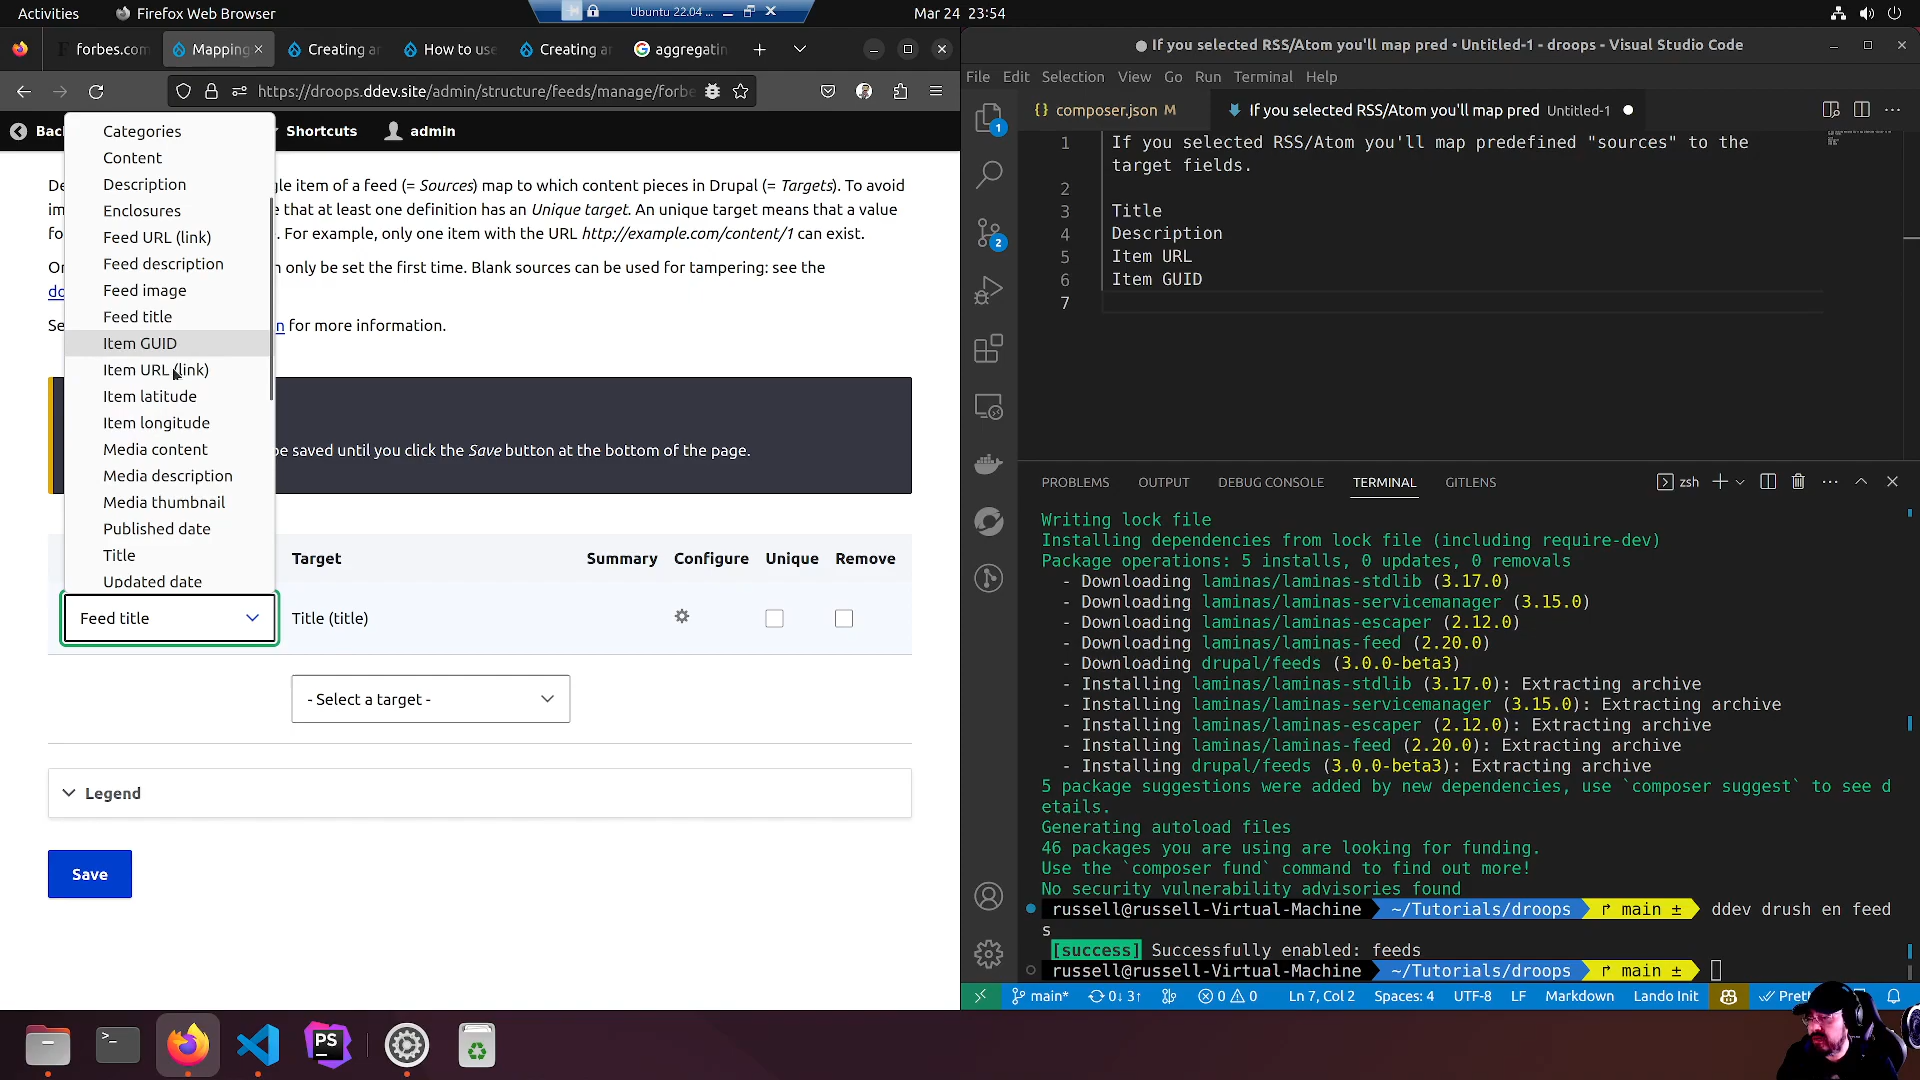 Activities
Firefox Web Browser
Ubuntu 22.04 ...
Mar 24 23:54
forbes.com
Mapping
Creating an
How to use
Creating an
aggregatin
https://droops.ddev.site/admin/structure/feeds/manage/forbe
Back
Shortcuts
admin
gle item of a feed (= Sources) map to which content pieces in Drupal (= Targets). To avoid
that at least one definition has an Unique target. An unique target means that a value
For example, only one item with the URL http://example.com/content/1 can exist.
only be set the first time. Blank sources can be used for tampering: see the
do
Se
n for more information.
be saved until you click the Save button at the bottom of the page.
Categories
Content
Description
Enclosures
Feed URL (link)
Feed description
Feed image
Feed title
Item GUID
Item URL (link)
Item latitude
Item longitude
Media content
Media description
Media thumbnail
Published date
Title
Updated date
Target
Summary
Configure
Unique
Remove
Feed title
Title (title)
- Select a target -
Legend
Save
If you selected RSS/Atom you'll map pred • Untitled-1 - droops - Visual Studio Code
File Edit Selection View Go Run Terminal Help
{} composer.json M
If you selected RSS/Atom you'll map pred Untitled-1
1 If you selected RSS/Atom you'll map predefined "sources" to the
target fields.
2
3 Title
4 Description
5 Item URL
6 Item GUID
7
1
2
PROBLEMS OUTPUT DEBUG CONSOLE TERMINAL GITLENS
zsh
Writing lock file
Installing dependencies from lock file (including require-dev)
Package operations: 5 installs, 0 updates, 0 removals
- Downloading laminas/laminas-stdlib (3.17.0)
- Downloading laminas/laminas-servicemanager (3.15.0)
- Downloading laminas/laminas-escaper (2.12.0)
- Downloading laminas/laminas-feed (2.20.0)
- Downloading drupal/feeds (3.0.0-beta3)
- Installing laminas/laminas-stdlib (3.17.0): Extracting archive
- Installing laminas/laminas-servicemanager (3.15.0): Extracting archive
- Installing laminas/laminas-escaper (2.12.0): Extracting archive
- Installing laminas/laminas-feed (2.20.0): Extracting archive
- Installing drupal/feeds (3.0.0-beta3): Extracting archive
5 package suggestions were added by new dependencies, use `composer suggest` to see d
etails.
Generating autoload files
46 packages you are using are looking for funding.
Use the `composer fund` command to find out more!
No security vulnerability advisories found
russell@russell-Virtual-Machine ~/Tutorials/droops main ± ddev drush en feed
s
[success] Successfully enabled: feeds
russell@russell-Virtual-Machine ~/Tutorials/droops main ±
main* 0↓ 3↑ 0 0 Ln 7, Col 2 Spaces: 4 UTF-8 LF Markdown Lando Init Prett
PS